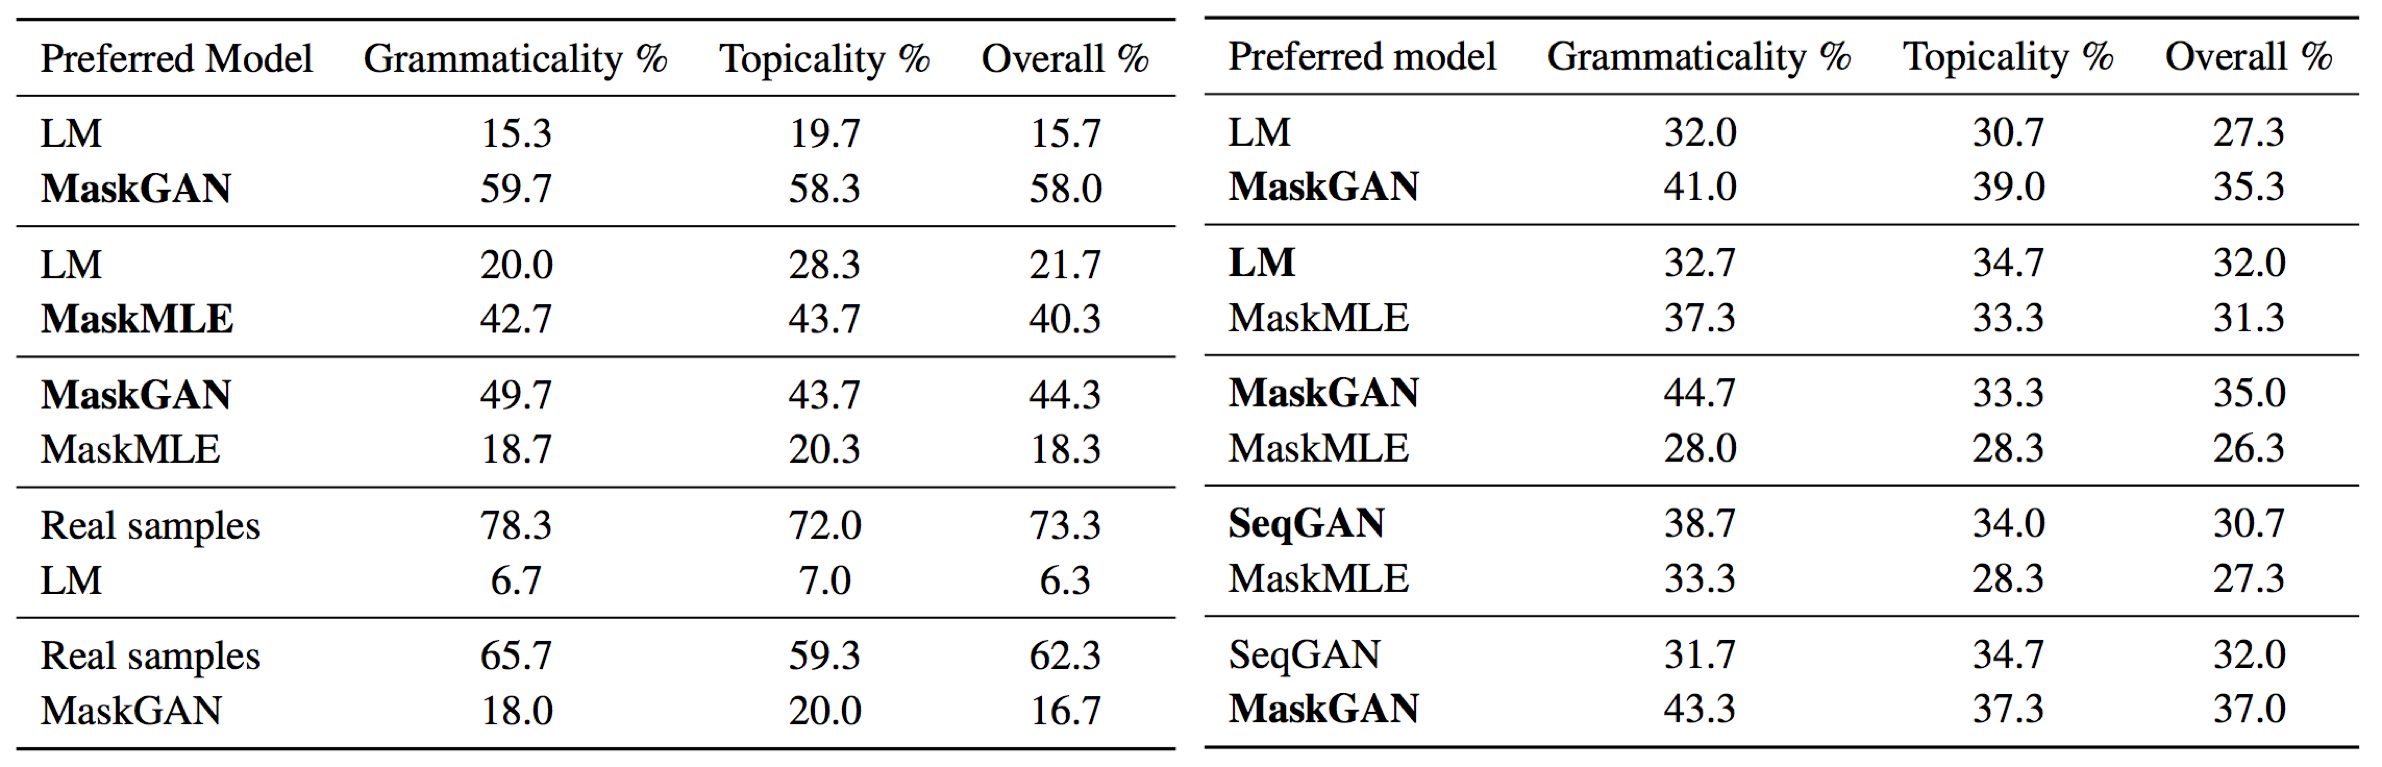 Preferred Model Grammaticality % Topicality % Overall %
LM 15.3 19.7 15.7
MaskGAN 59.7 58.3 58.0
LM 20.0 28.3 21.7
MaskMLE 42.7 43.7 40.3
MaskGAN 49.7 43.7 44.3
MaskMLE 18.7 20.3 18.3
Real samples 78.3 72.0 73.3
LM 6.7 7.0 6.3
Real samples 65.7 59.3 62.3
MaskGAN 18.0 20.0 16.7
Preferred model Grammaticality % Topicality % Overall %
LM 32.0 30.7 27.3
MaskGAN 41.0 39.0 35.3
LM 32.7 34.7 32.0
MaskMLE 37.3 33.3 31.3
MaskGAN 44.7 33.3 35.0
MaskMLE 28.0 28.3 26.3
SeqGAN 38.7 34.0 30.7
MaskMLE 33.3 28.3 27.3
SeqGAN 31.7 34.7 32.0
MaskGAN 43.3 37.3 37.0